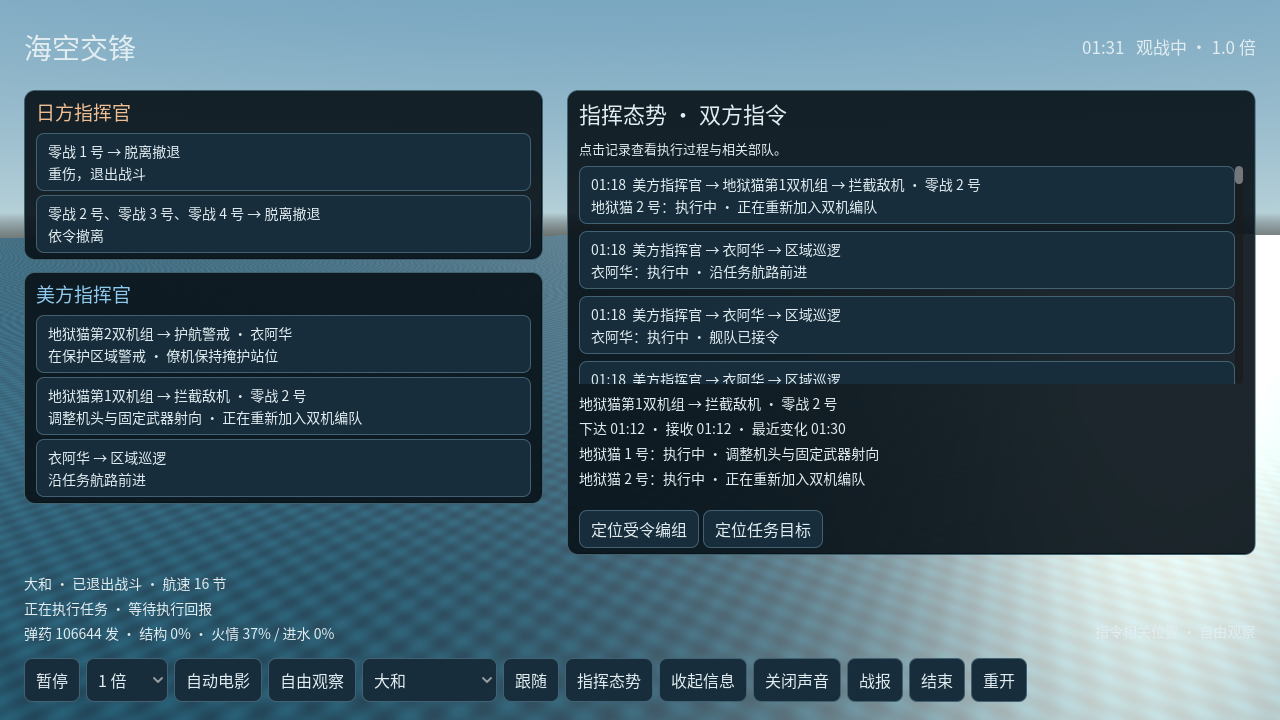 海空交锋
01:31 观战中 · 1.0 倍
日方指挥官
零战 1 号 → 脱离撤退
重伤，退出战斗
零战 2 号、零战 3 号、零战 4 号 → 脱离撤退
依令撤离
美方指挥官
地狱猫第2双机组 → 护航警戒 · 衣阿华
在保护区域警戒 · 僚机保持掩护站位
地狱猫第1双机组 → 拦截敌机 · 零战 2 号
调整机头与固定武器射向 · 正在重新加入双机编队
衣阿华 → 区域巡逻
沿任务航路前进
指挥态势 · 双方指令
点击记录查看执行过程与相关部队。
01:18 美方指挥官 → 地狱猫第1双机组 → 拦截敌机 · 零战 2 号
地狱猫 2 号：执行中 · 正在重新加入双机编队
01:18 美方指挥官 → 衣阿华 → 区域巡逻
衣阿华：执行中 · 沿任务航路前进
01:18 美方指挥官 → 衣阿华 → 区域巡逻
衣阿华：执行中 · 舰队已接令
01:18 美方指挥官 → 衣阿华 → 区域巡逻
地狱猫第1双机组 → 拦截敌机 · 零战 2 号
下达 01:12 · 接收 01:12 · 最近变化 01:30
地狱猫 1 号：执行中 · 调整机头与固定武器射向
地狱猫 2 号：执行中 · 正在重新加入双机编队
定位受令编组 定位任务目标
大和 · 已退出战斗 · 航速 16 节
正在执行任务 · 等待执行回报
弹药 106644 发 · 结构 0% · 火情 37% / 进水 0%
指令相关位置 · 自由观察
暂停 1 倍 自动电影 自由观察 大和 跟随 指挥态势 收起信息 关闭声音 战报 结束 重开